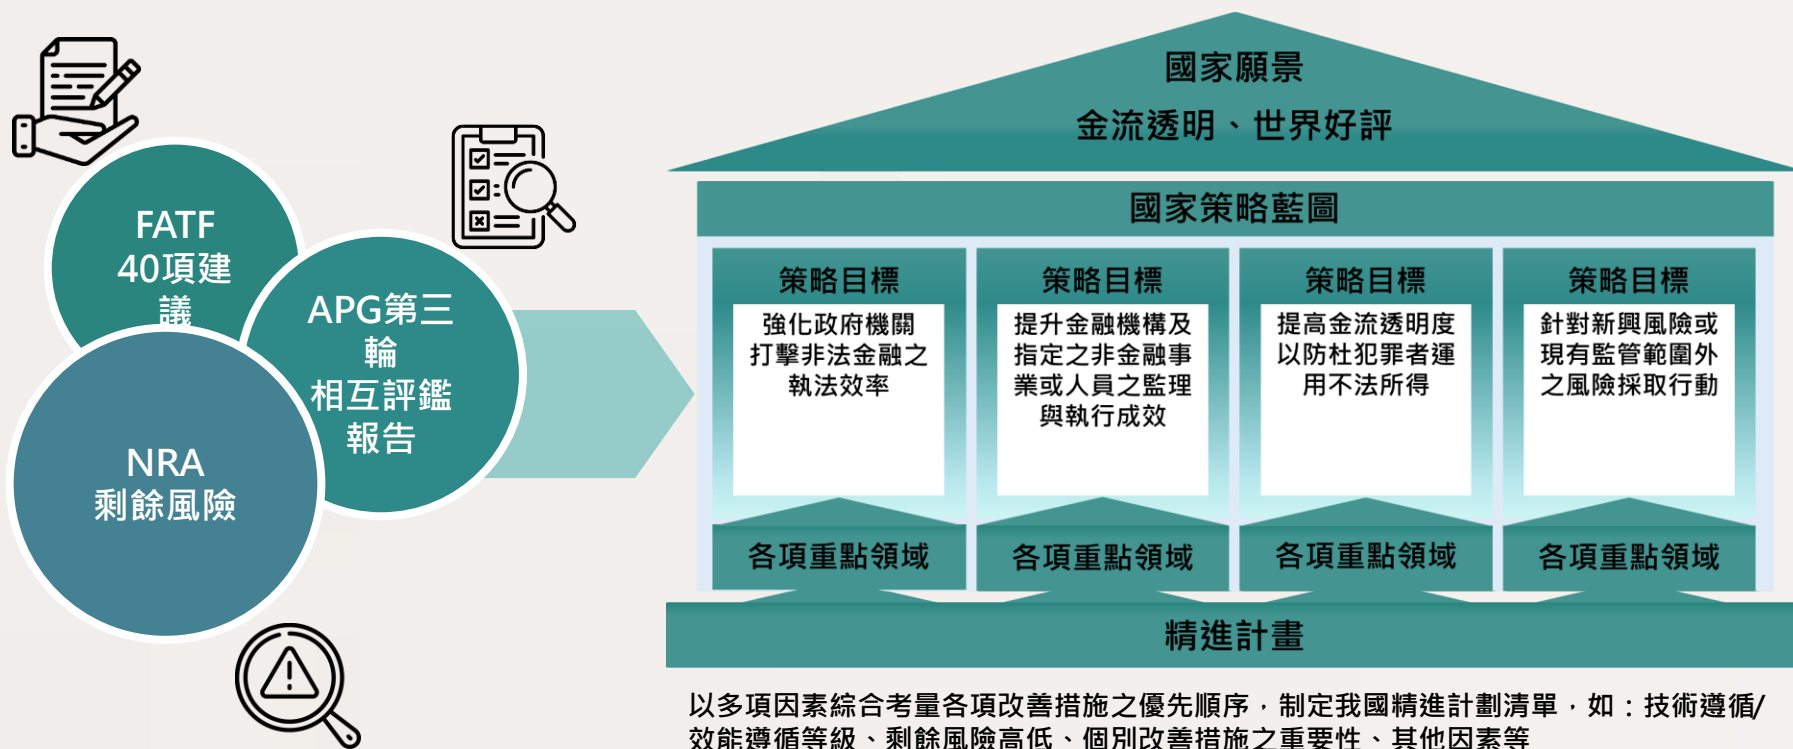 FATF
40項建
議
APG第三
輪
相互評鑑
報告
NRA
剩餘風險
國家願景
金流透明、世界好評
國家策略藍圖
策略目標
強化政府機關
打擊非法金融之
執法效率
各項重點領域
策略目標
提升金融機構及
指定之非金融事
業或人員之監理
與執行成效
各項重點領域
策略目標
提高金流透明度
以防杜犯罪者運
用不法所得
各項重點領域
策略目標
針對新興風險或
現有監管範圍外
之風險採取行動
各項重點領域
精進計畫
以多項因素綜合考量各項改善措施之優先順序，制定我國精進計劃清單，如：技術遵循/
效能遵循等級、剩餘風險高低、個別改善措施之重要性、其他因素等